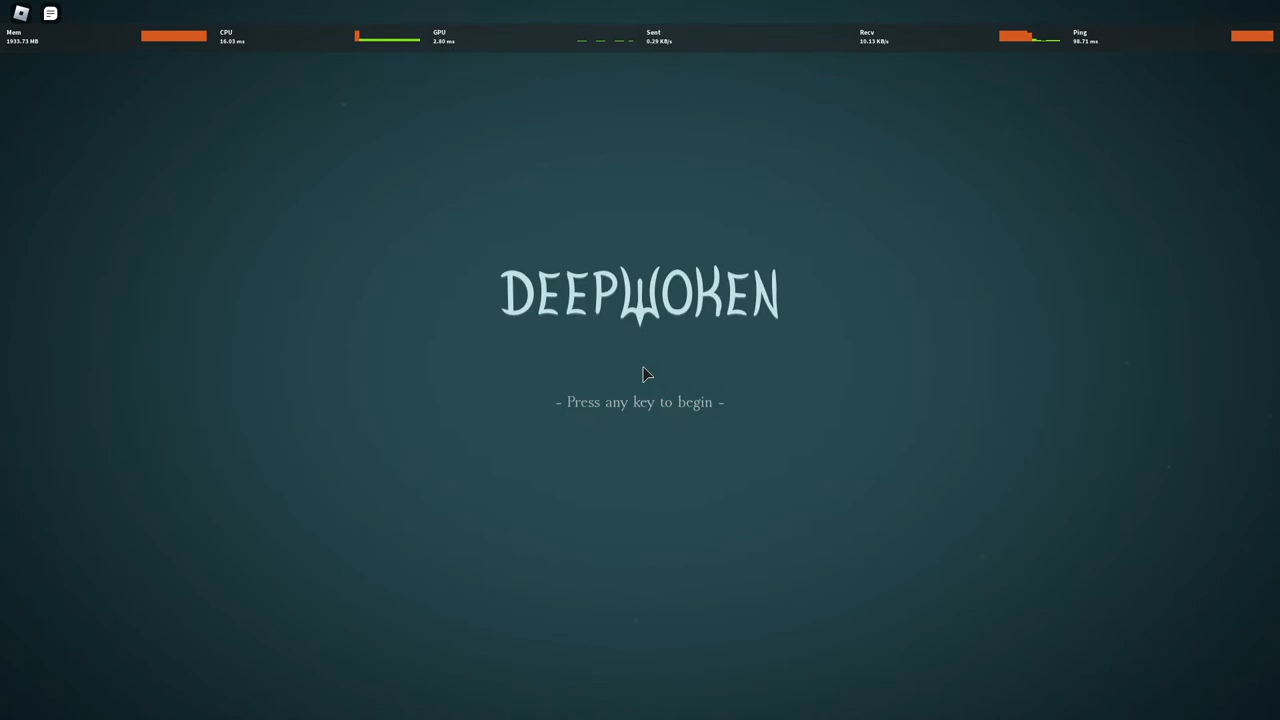 Mem
1933.73 MB
CPU
16.03 ms
GPU
2.80 ms
Sent
0.29 KB/s
Recv
10.13 KB/s
Ping
98.71 ms
DEEPWOKEN
- Press any key to begin -